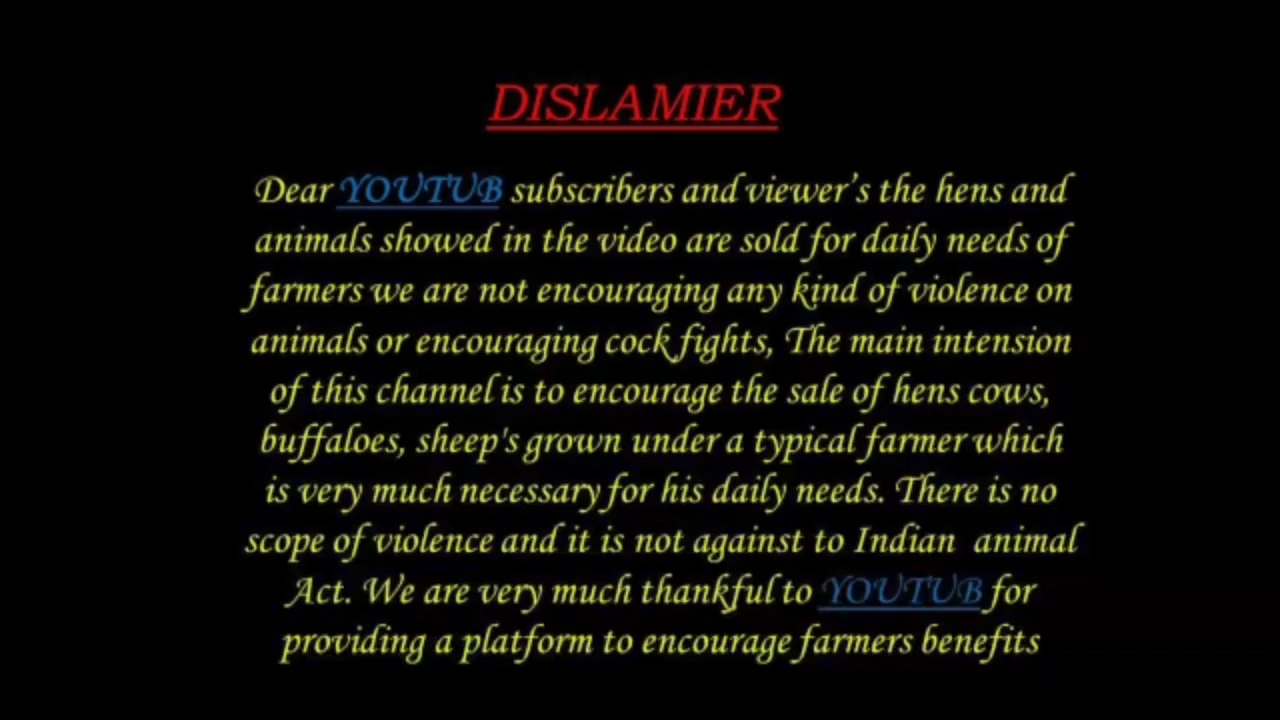 DISLAMIER
Dear YOUTUB subscribers and viewer's the hens and
animals showed in the video are sold for daily needs of
farmers we are not encouraging any kind of violence on
animals or encouraging cock fights, The main intension
of this channel is to encourage the sale of hens cows,
buffaloes, sheep's grown under a typical farmer which
is very much necessary for his daily needs. There is no
scope of violence and it is not against to Indian  animal
Act. We are very much thankful to YOUTUB for
providing a platform to encourage farmers benefits